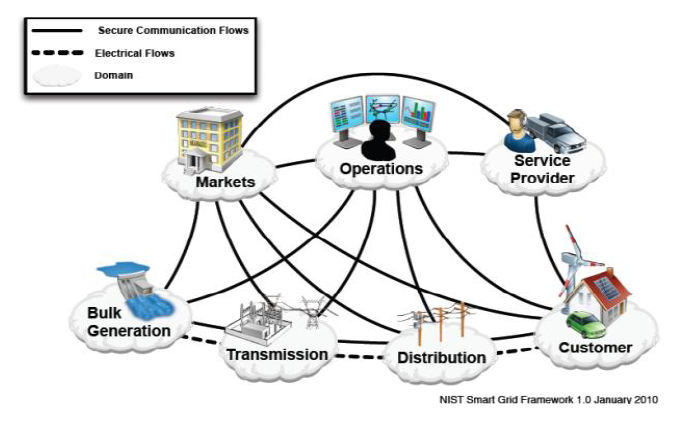 Secure Communication Flows
Electrical Flows
Domain
Markets
Operations
Service
Provider
Bulk
Generation
Transmission
Distribution
Customer
NIST Smart Grid Framework 1.0 January 2010